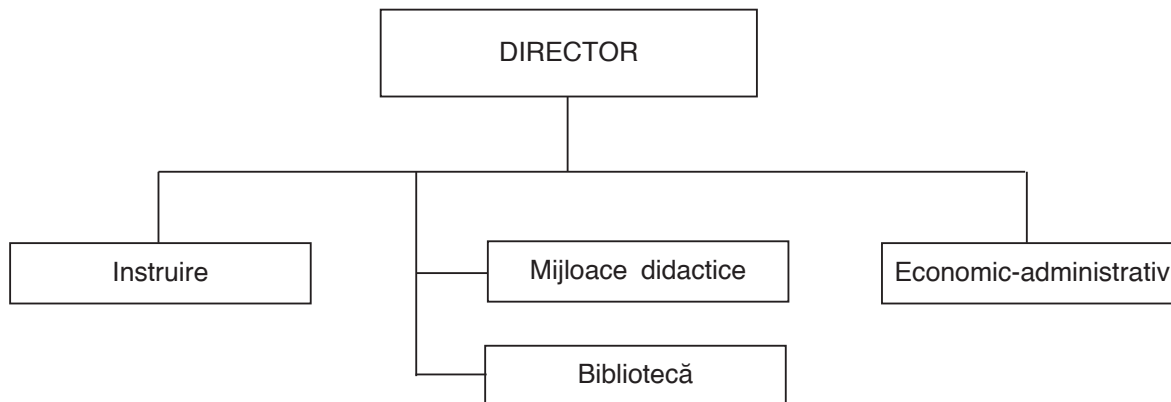 DIRECTOR
Instruire
Mijloace didactice
Economic-administrativ
Bibliotecă